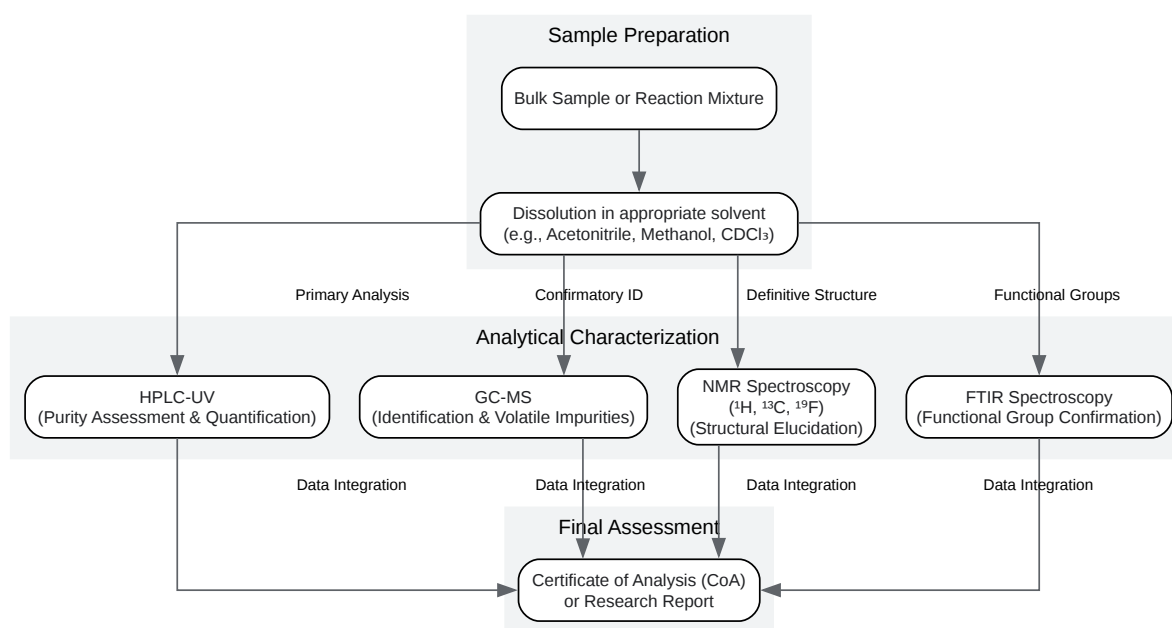 Sample Preparation
Bulk Sample or Reaction Mixture
Dissolution in appropriate solvent
(e.g., Acetonitrile, Methanol, CDCl₃)
Primary Analysis
Confirmatory ID
Definitive Structure
Functional Groups
Analytical Characterization
HPLC-UV
(Purity Assessment & Quantification)
GC-MS
(Identification & Volatile Impurities)
NMR Spectroscopy
(¹H, ¹³C, ¹⁹F)
(Structural Elucidation)
FTIR Spectroscopy
(Functional Group Confirmation)
Data Integration
Data Integration
Data Integration
Data Integration
Final Assessment
Certificate of Analysis (CoA)
or Research Report